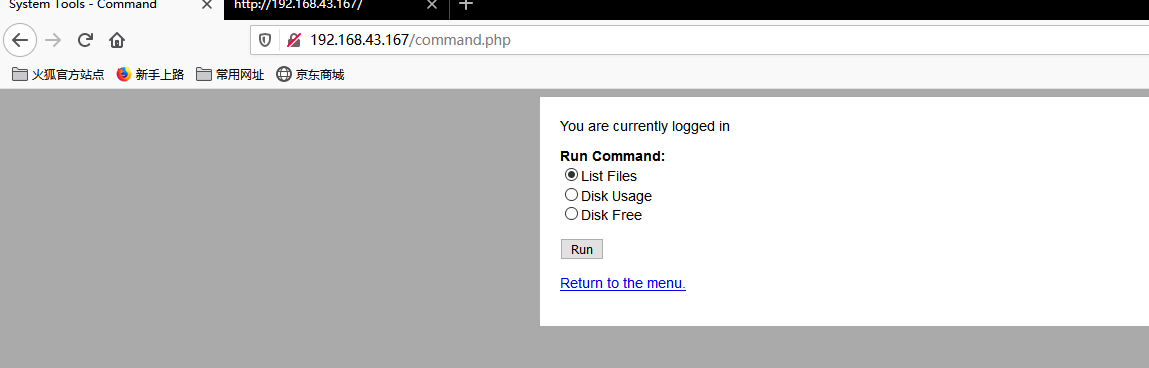 System Tools - Command
http://192.168.43.167/
192.168.43.167/command.php
火狐官方站点 新手上路 常用网址 京东商城
You are currently logged in
Run Command:
List Files
Disk Usage
Disk Free
Run
Return to the menu.